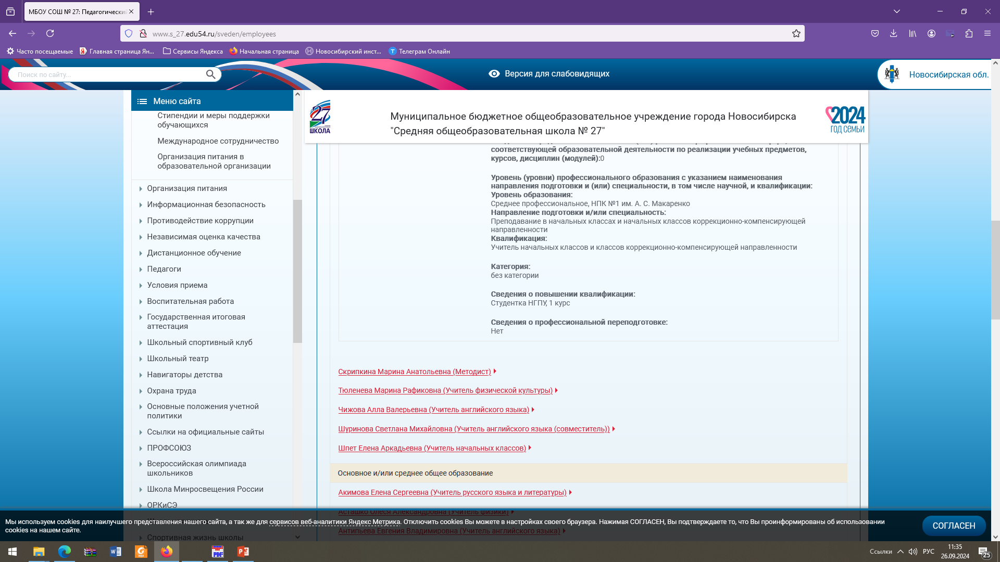 МБОУ СОШ № 27: Педагогический
www.s_27.edu54.ru/sveden/employees
Часто посещаемые
Главная страница Ян...
Сервисы Яндекса
Начальная страница
Новосибирский инст...
Телеграм Онлайн
Поиск по сайту...
Версия для слабовидящих
Новосибирская обл.
Меню сайта
Стипендии и меры поддержки
обучающихся
Международное сотрудничество
Организация питания в
образовательной организации
Организация питания
Информационная безопасность
Противодействие коррупции
Независимая оценка качества
Дистанционное обучение
Педагоги
Условия приема
Воспитательная работа
Государственная итоговая
аттестация
Школьный спортивный клуб
Школьный театр
Навигаторы детства
Охрана труда
Основные положения учетной
политики
Ссылки на официальные сайты
ПРОФСОЮЗ
Всероссийская олимпиада
школьников
Школа Минросвещения России
ОРКиСЭ
Спортивная жизнь школы
27
ШКОЛА
Муниципальное бюджетное общеобразовательное учреждение города Новосибирска
"Средняя общеобразовательная школа № 27"
2024
ГОД СЕМЬИ
соответствующей образовательной деятельности по реализации учебных предметов,
курсов, дисциплин (модулей):0
Уровень (уровни) профессионального образования с указанием наименования
направления подготовки и (или) специальности, в том числе научной, и квалификации:
Уровень образования:
Среднее профессиональное, НПК №1 им. А. С. Макаренко
Направление подготовки и/или специальность:
Преподавание в начальных классах и начальных классов коррекционно-компенсирующей
направленности
Квалификация:
Учитель начальных классов и классов коррекционно-компенсирующей направленности
Категория:
без категории
Сведения о повышении квалификации:
Студентка НГПУ, 1 курс
Сведения о профессиональной переподготовке:
Нет
Скрипкина Марина Анатольевна (Методист)
Тюленева Марина Рафиковна (Учитель физической культуры)
Чижова Алла Валерьевна (Учитель английского языка)
Шуринова Светлана Михайловна (Учитель английского языка (совместитель))
Шпет Елена Аркадьевна (Учитель начальных классов)
Основное и/или среднее общее образование
Акимова Елена Сергеевна (Учитель русского языка и литературы)
Асташко Олеся Александровна (Учитель физики)
Антипьева Евгения Владимировна (Учитель английского языка)
Мы используем cookies для наилучшего представления нашего сайта, а так же для сервисов веб-аналитики Яндекс Метрика. Отключить cookies Вы можете в настройках своего браузера. Нажимая СОГЛАСЕН, Вы подтверждаете то, что Вы проинформированы об использовании
cookies на нашем сайте.
СОГЛАСЕН
Ссылки
РУС
11:35
26.09.2024
25